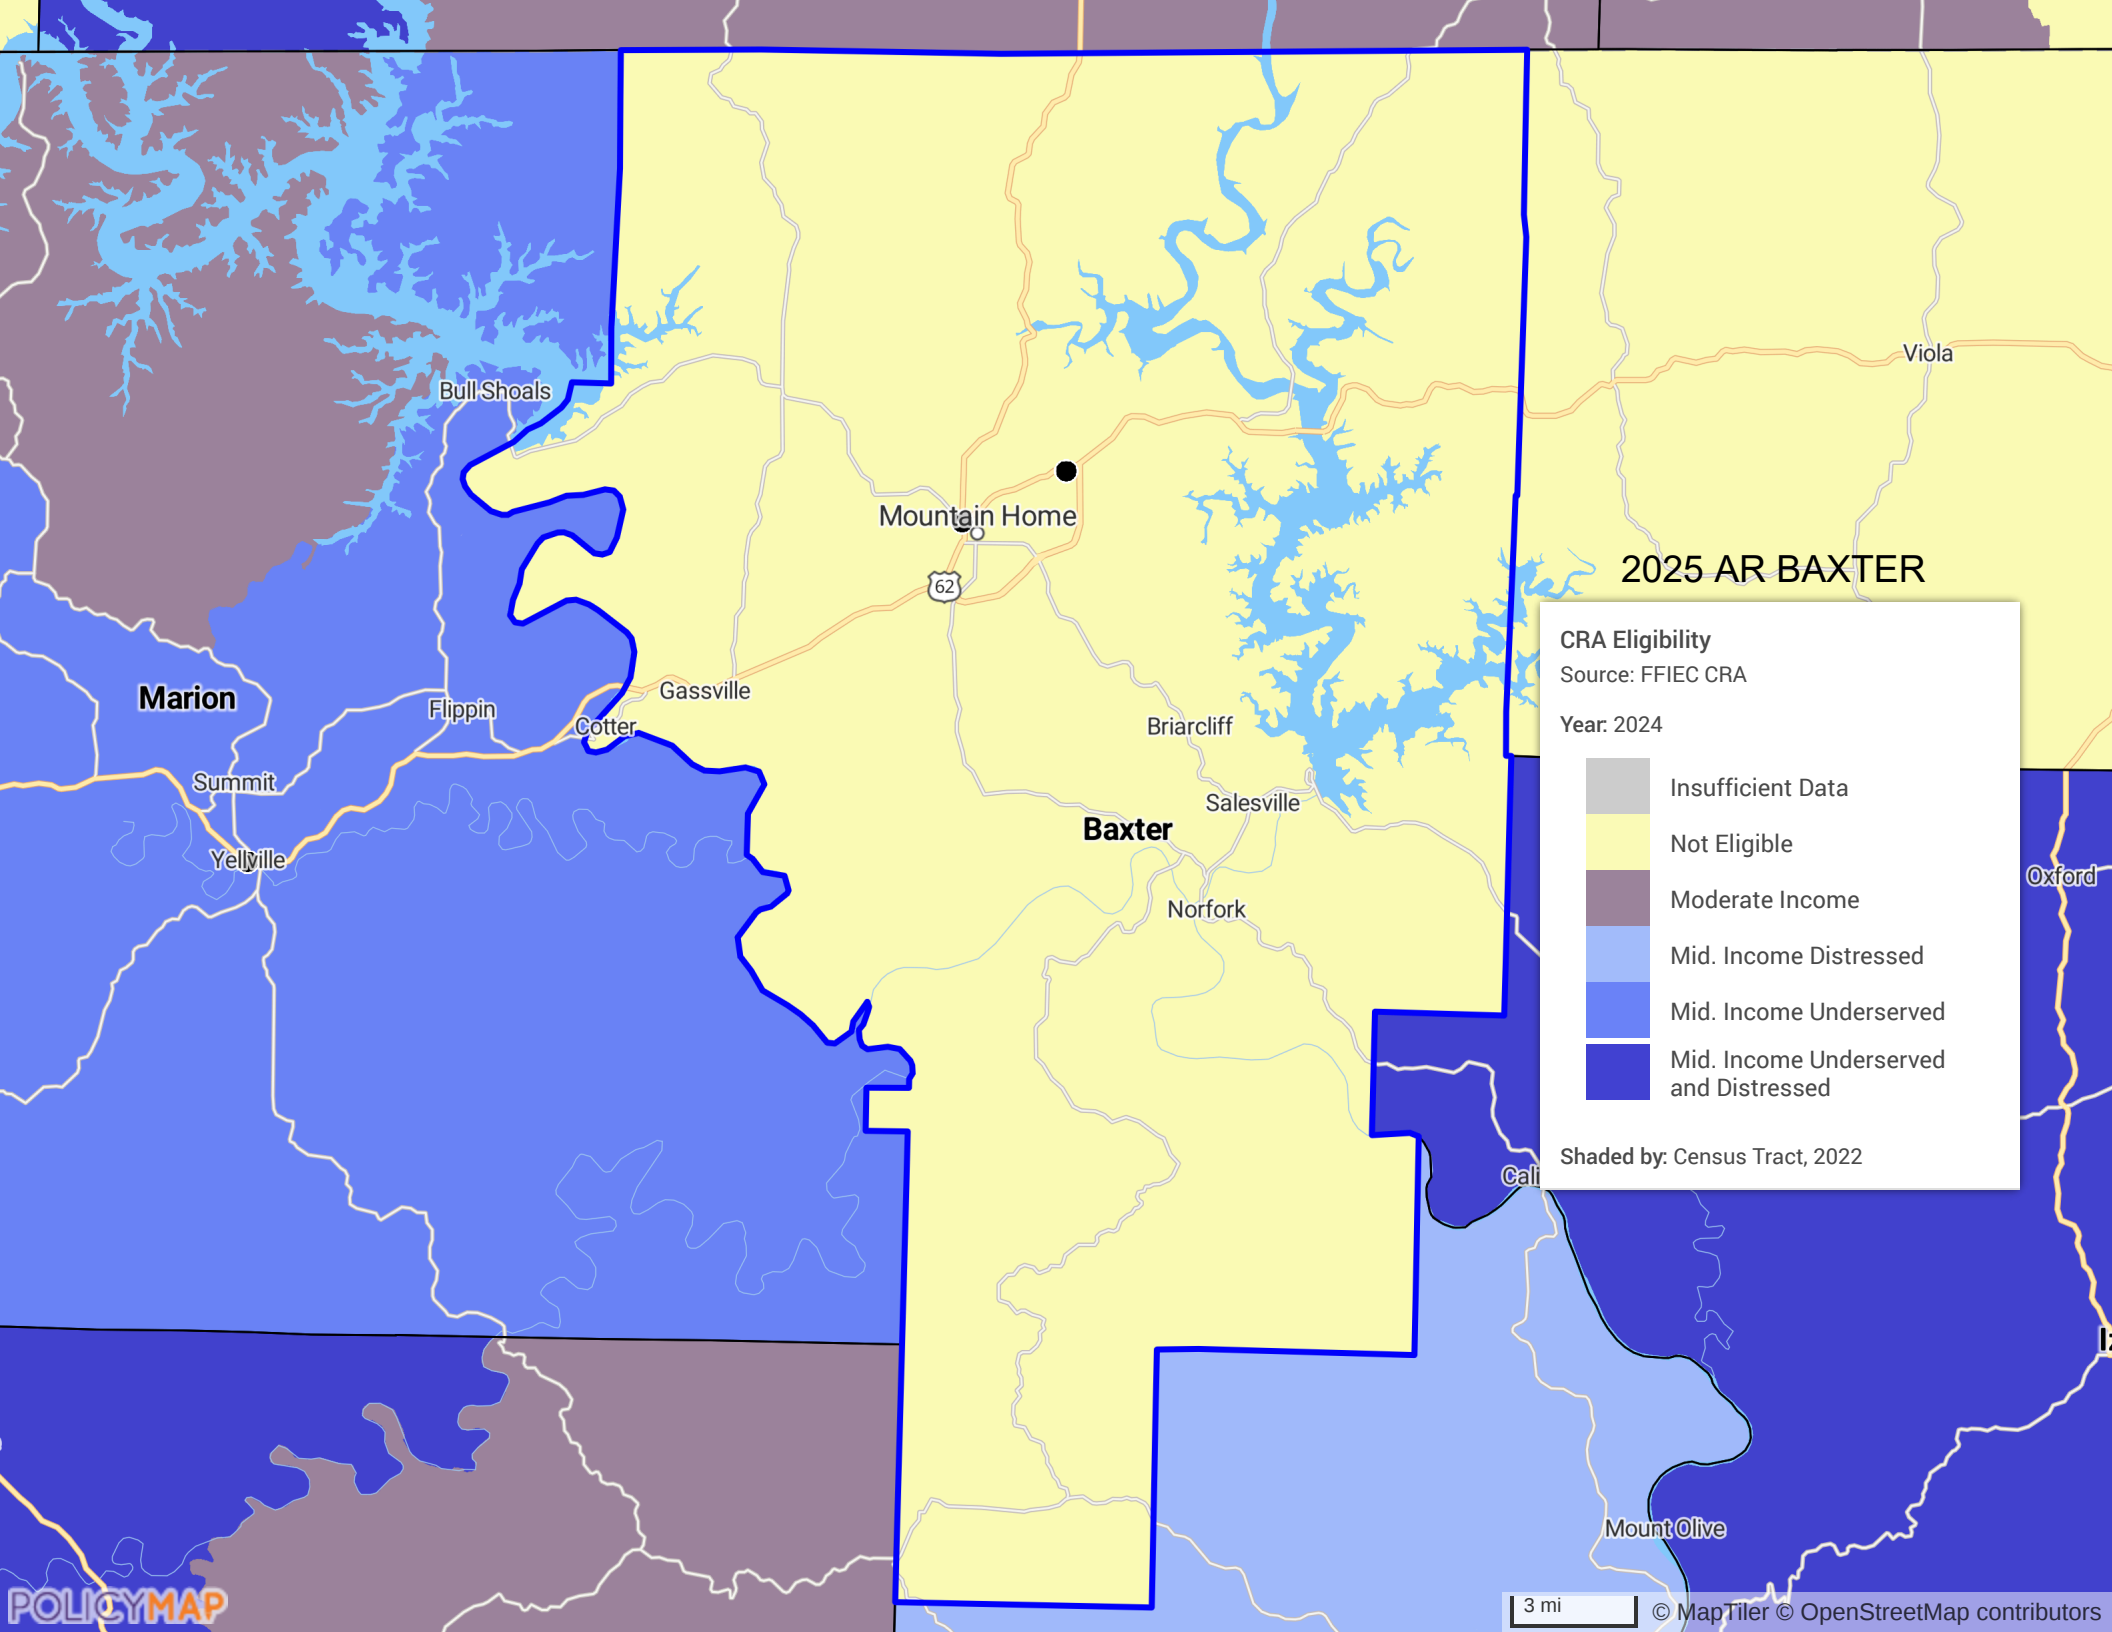 Bull Shoals
Viola
Mountain Home
62
2025 AR BAXTER
CRA Eligibility
Source: FFIEC CRA
Year: 2024
Insufficient Data
Not Eligible
Moderate Income
Mid. Income Distressed
Mid. Income Underserved
Mid. Income Underserved
and Distressed
Shaded by: Census Tract, 2022
Marion
Gassville
Flippin
Cotter
Briarcliff
Summit
Salesville
Baxter
Yellville
Oxford
Norfork
Cali
Mount Olive
POLICYMAP
3 mi
© MapTiler © OpenStreetMap contributors